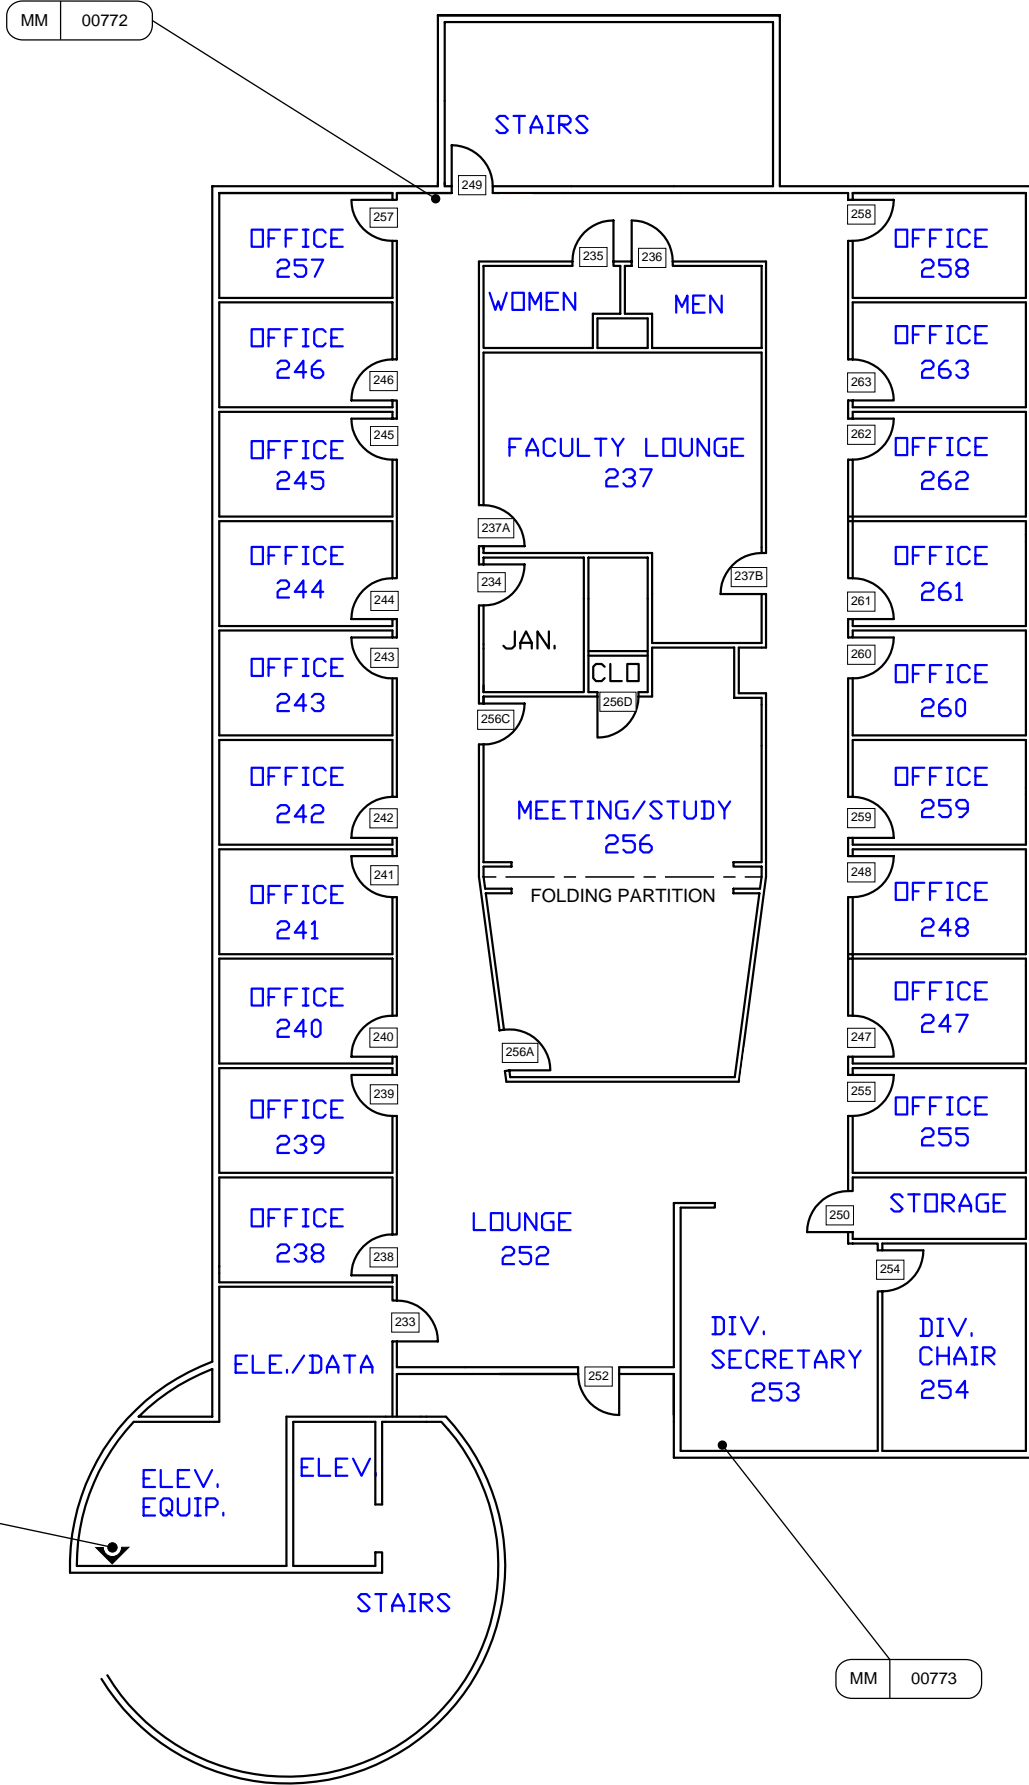 MM 00772
STAIRS
249
257
258
OFFICE
257
235
236
OFFICE
258
WOMEN
MEN
OFFICE
246
246
OFFICE
263
263
245
OFFICE
245
FACULTY LOUNGE
237
262
OFFICE
262
237A
OFFICE
244
244
234
237B
OFFICE
261
261
JAN.
243
OFFICE
243
CLO
256D
260
OFFICE
260
256C
OFFICE
242
242
MEETING/STUDY
256
OFFICE
259
259
241
OFFICE
241
FOLDING PARTITION
248
OFFICE
248
OFFICE
240
240
256A
OFFICE
247
247
239
OFFICE
239
255
OFFICE
255
OFFICE
238
238
LOUNGE
252
250
STORAGE
254
233
ELE./DATA
252
DIV.
SECRETARY
253
DIV.
CHAIR
254
ELEV.
EQUIP.
ELEV.
STAIRS
MM 00773